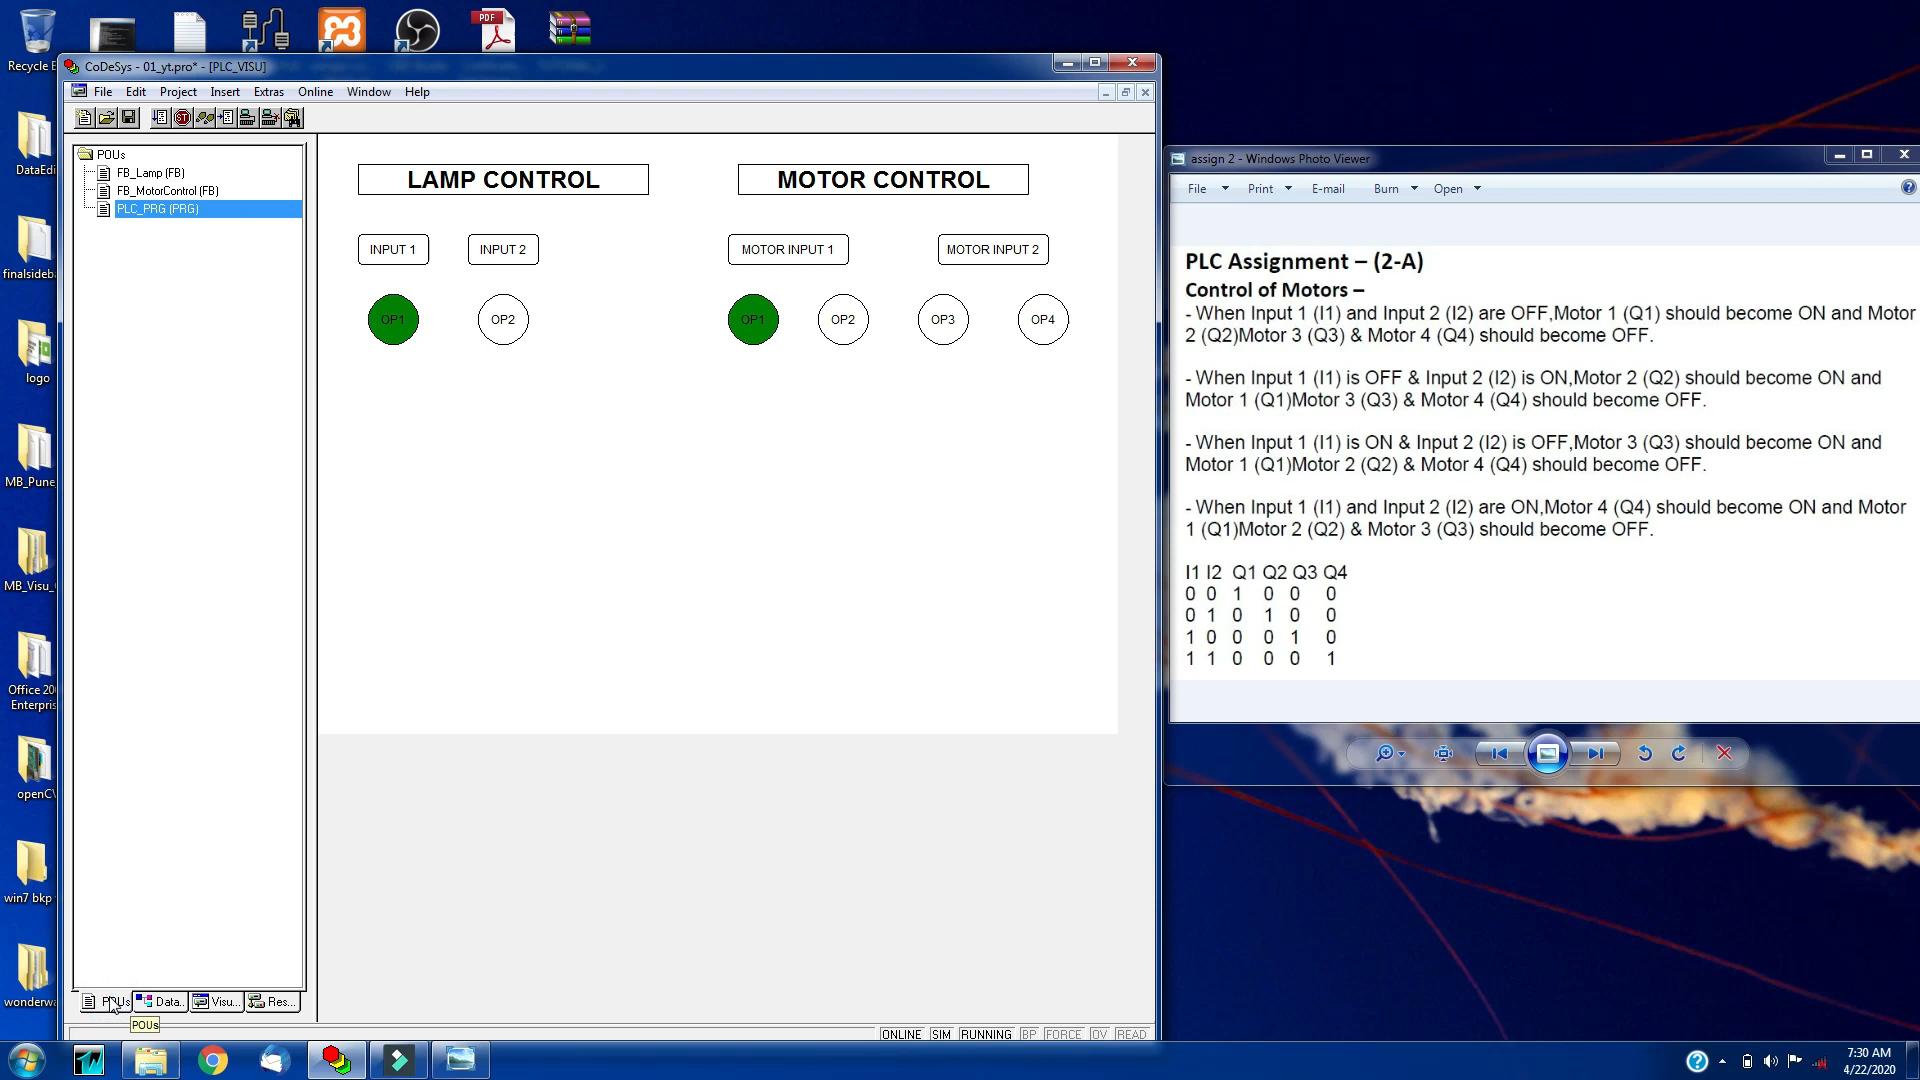 Recycle B
PDF
CoDeSys - 01_yt.pro* - [PLC_VISU]
File Edit Project Insert Extras Online Window Help
POUs
FB_Lamp (FB)
FB_MotorControl (FB)
PLC_PRG (PRG)
LAMP CONTROL
MOTOR CONTROL
INPUT 1
INPUT 2
MOTOR INPUT 1
MOTOR INPUT 2
OP1
OP2
OP1
OP2
OP3
OP4
DataEdi
finalsideba
logo
MB_Pune
MB_Visu_
Office 200
Enterpris
openCV
win7 bkp
wonderwa
POUs
Data..
Visu...
Res...
POUs
ONLINE SIM RUNNING BP FORCE OV READ
assign 2 - Windows Photo Viewer
File Print E-mail Burn Open
PLC Assignment – (2-A)
Control of Motors –
- When Input 1 (I1) and Input 2 (I2) are OFF,Motor 1 (Q1) should become ON and Motor
2 (Q2)Motor 3 (Q3) & Motor 4 (Q4) should become OFF.
- When Input 1 (I1) is OFF & Input 2 (I2) is ON,Motor 2 (Q2) should become ON and
Motor 1 (Q1)Motor 3 (Q3) & Motor 4 (Q4) should become OFF.
- When Input 1 (I1) is ON & Input 2 (I2) is OFF,Motor 3 (Q3) should become ON and
Motor 1 (Q1)Motor 2 (Q2) & Motor 4 (Q4) should become OFF.
- When Input 1 (I1) and Input 2 (I2) are ON,Motor 4 (Q4) should become ON and Motor
1 (Q1)Motor 2 (Q2) & Motor 3 (Q3) should become OFF.
I1 I2 Q1 Q2 Q3 Q4
0 0 1 0 0 0
0 1 0 1 0 0
1 0 0 0 1 0
1 1 0 0 0 1
7:30 AM
4/22/2020